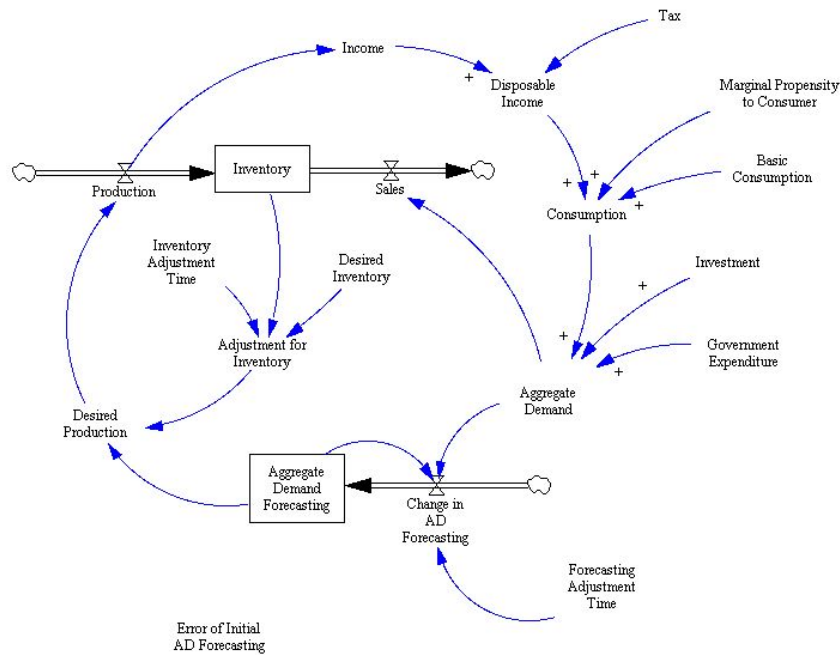 Tax
Income
Disposable
Income
Marginal Propensity
to Consumer
+
Inventory
Basic
Consumption
Production
Sales
+
+
+
Consumption
Inventory
Adjustment
Time
Desired
Inventory
Investment
+
Adjustment for
Inventory
+
Government
Expenditure
+
Aggregate
Demand
Desired
Production
Aggregate
Demand
Forecasting
Change in
AD
Forecasting
Forecasting
Adjustment
Time
Error of Initial
AD Forecasting